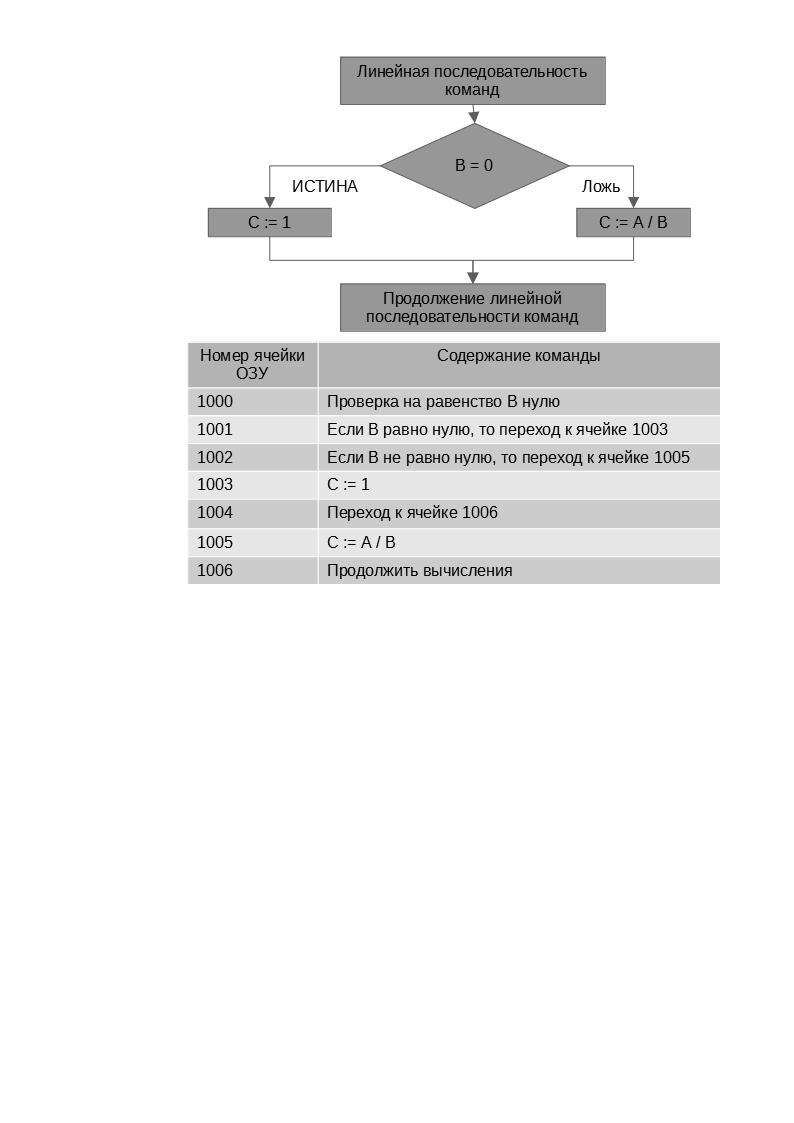 Линейная последовательность
команд
B = 0
ИСТИНА
Ложь
C := 1
C := A / B
Продолжение линейной
последовательности команд
Номер ячейки
ОЗУ
Содержание команды
1000
Проверка на равенство B нулю
1001
Если B равно нулю, то переход к ячейке 1003
1002
Если B не равно нулю, то переход к ячейке 1005
1003
C := 1
1004
Переход к ячейке 1006
1005
C := A / B
1006
Продолжить вычисления